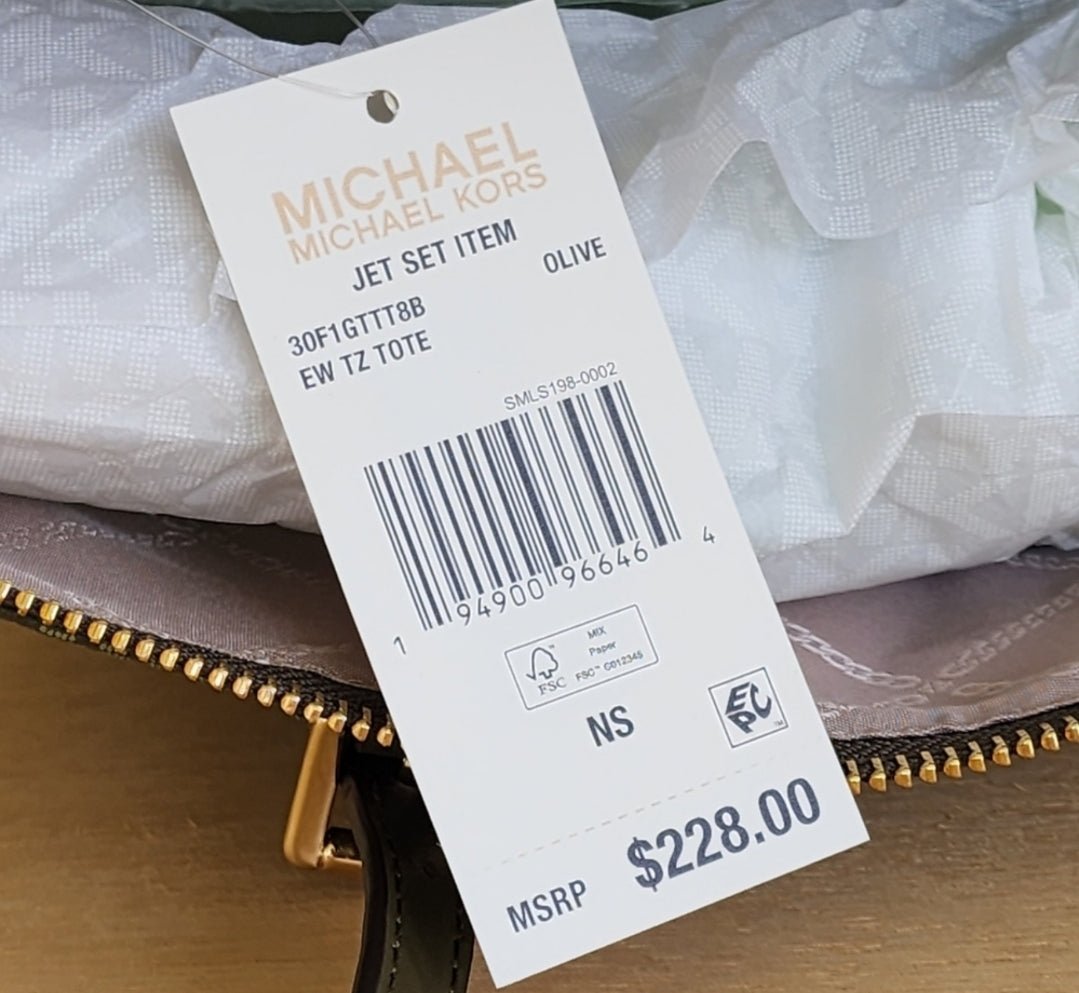 MICHAEL
MICHAEL KORS
JET SET ITEM
OLIVE
30F1GTTT8B
EW TZ TOTE
SMLS198-0002
1 94900 96646 4
MIX
Paper
FSC™ C012345
FSC
NS
EPC™
MSRP $228.00